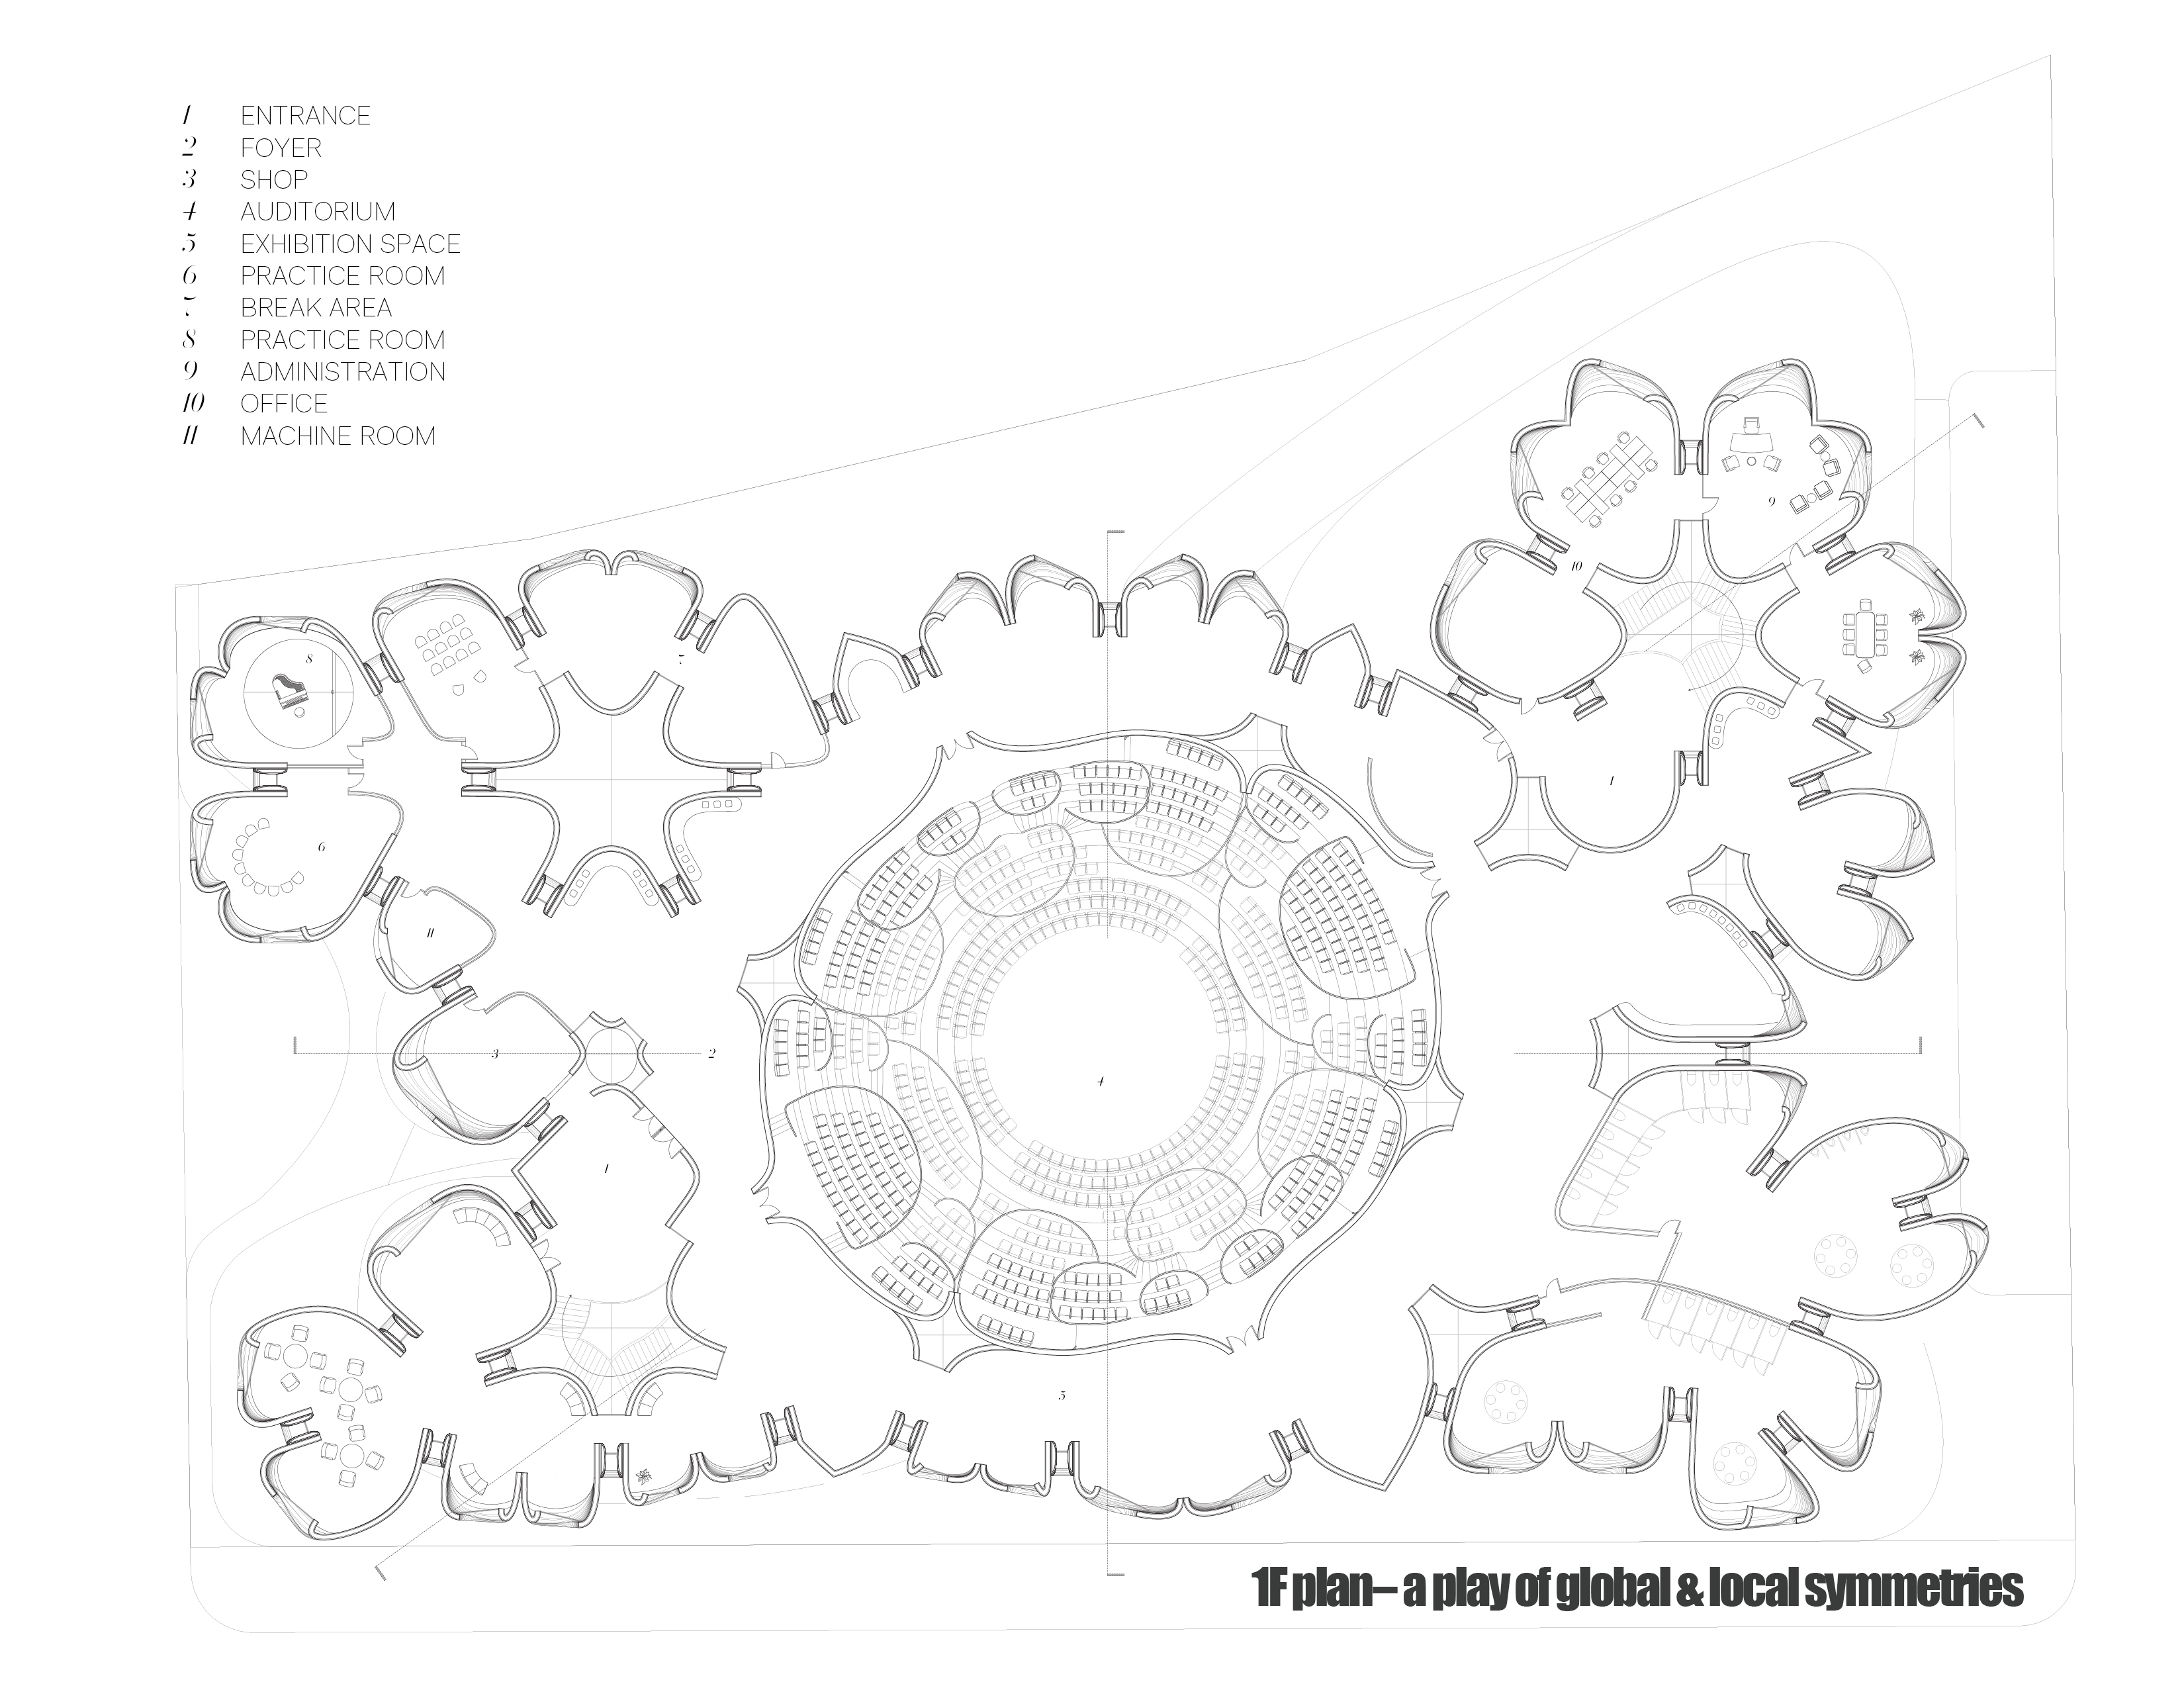 1 ENTRANCE
2 FOYER
3 SHOP
4 AUDITORIUM
5 EXHIBITION SPACE
6 PRACTICE ROOM
7 BREAK AREA
8 PRACTICE ROOM
9 ADMINISTRATION
10 OFFICE
11 MACHINE ROOM
9
10
8
7
1
6
11
3
2
4
1
5
1F plan– a play of global & local symmetries